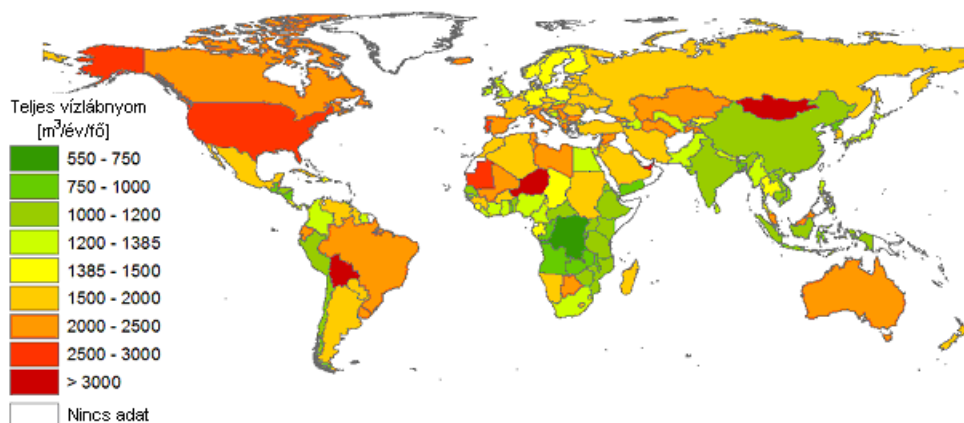 Teljes vízlábnyom
[m³/év/fő]
550 - 750
750 - 1000
1000 - 1200
1200 - 1385
1385 - 1500
1500 - 2000
2000 - 2500
2500 - 3000
> 3000
Nincs adat